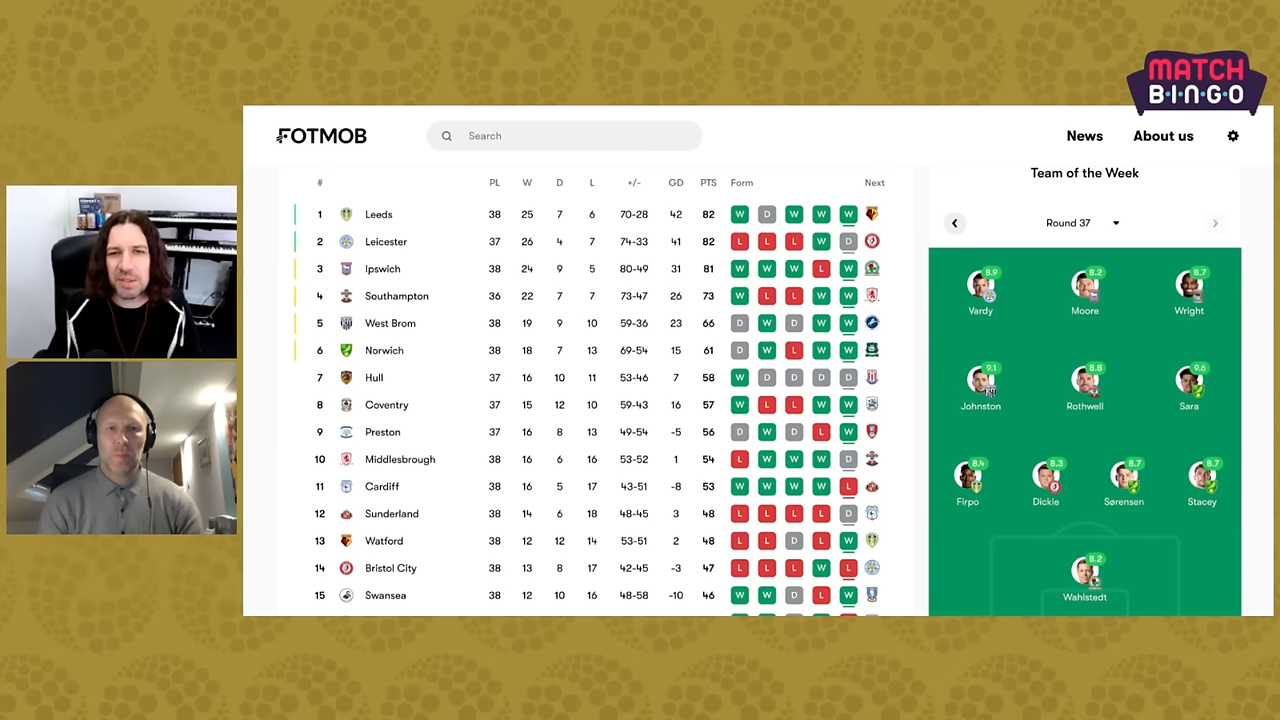 MATCH
B·I·N·G·O
FOTMOB
Search
News
About us
# PL W D L +/- GD PTS Form Next
1 Leeds 38 25 7 6 70-28 42 82 W D W W W
2 Leicester 37 26 4 7 74-33 41 82 L L L W D
3 Ipswich 38 24 9 5 80-49 31 81 W W W L W
4 Southampton 36 22 7 7 73-47 26 73 W L L W W
5 West Brom 38 19 9 10 59-36 23 66 D W D W W
6 Norwich 38 18 7 13 69-54 15 61 D W L W W
7 Hull 37 16 10 11 53-46 7 58 W D D D D
8 Coventry 37 15 12 10 59-43 16 57 W L L W W
9 Preston 37 16 8 13 49-54 -5 56 D W D L W
10 Middlesbrough 38 16 6 16 53-52 1 54 L W W W D
11 Cardiff 38 16 5 17 43-51 -8 53 W W W W L
12 Sunderland 38 14 6 18 48-45 3 48 L L L L D
13 Watford 38 12 12 14 53-51 2 48 L L D L W
14 Bristol City 38 13 8 17 42-45 -3 47 L L L W L
15 Swansea 38 12 10 16 48-58 -10 46 W W D L W
Team of the Week
Round 37
8.9 8.2 8.7
Vardy Moore Wright
9.1 8.8 9.6
Johnston Rothwell Sara
8.4 8.3 8.7 8.7
Firpo Dickie Sørensen Stacey
8.2
Wahlstedt